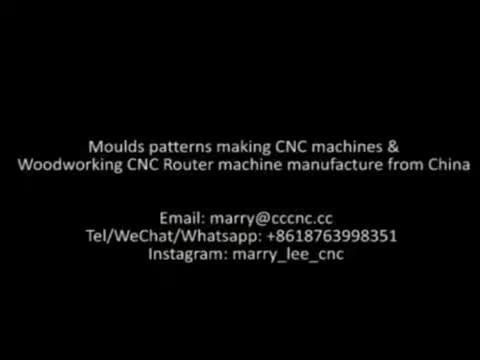 Moulds patterns making CNC machines &
Woodworking CNC Router machine manufacture from China
Email: marry@cccnc.cc
Tel/WeChat/Whatsapp: +8618763998351
Instagram: marry_lee_cnc